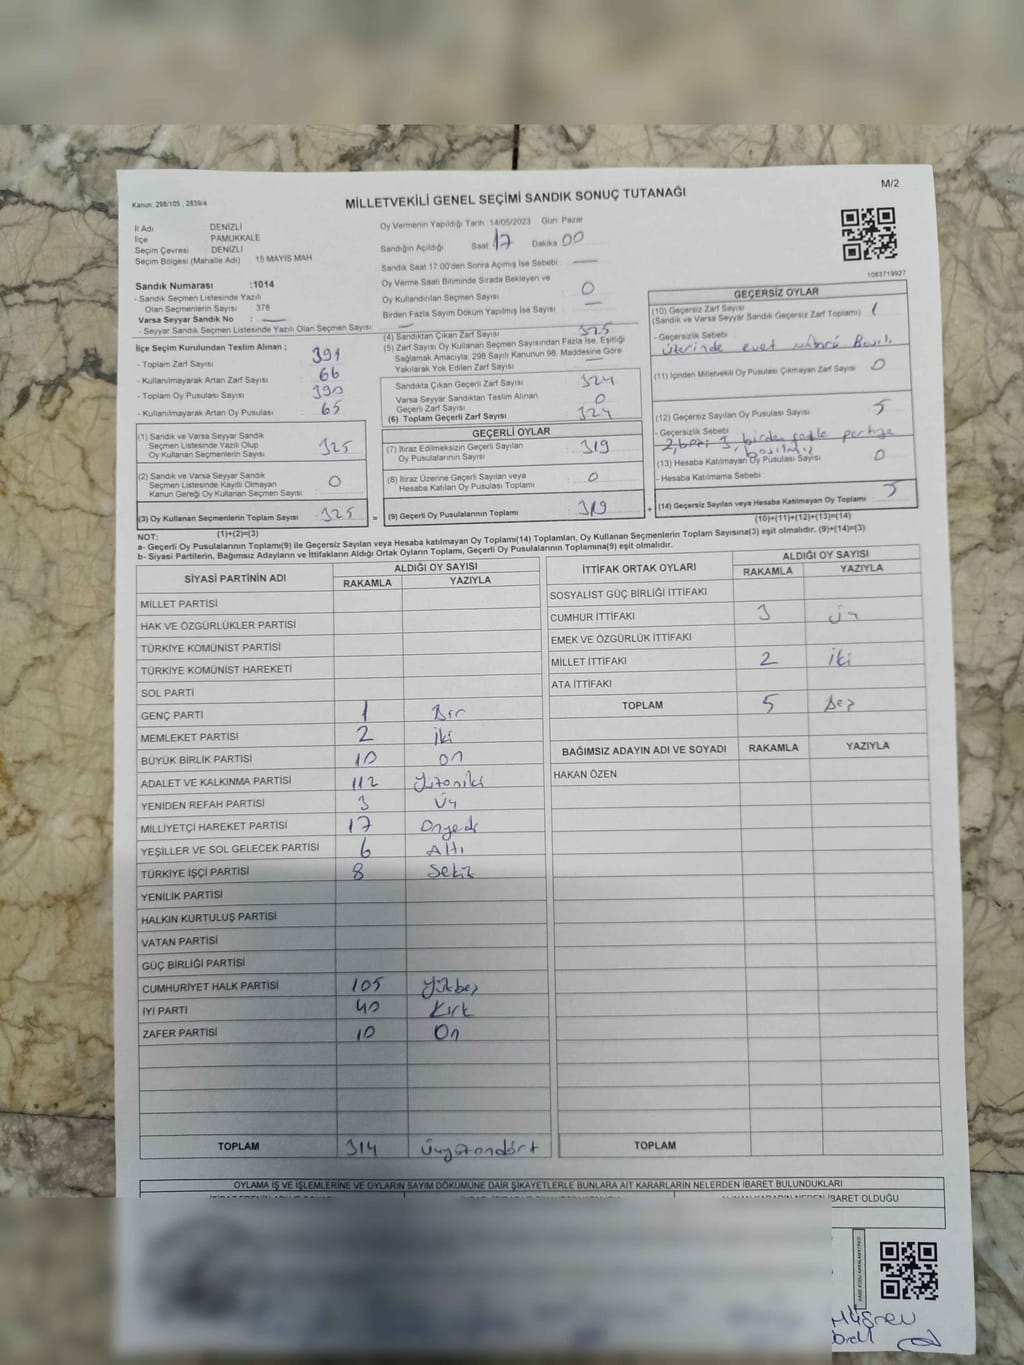 M/2
Kanun: 298/105 , 2839/4
MİLLETVEKİLİ GENEL SEÇİMİ SANDIK SONUÇ TUTANAĞI
İl Adı : DENİZLİ
İlçe PAMUKKALE
Seçim Çevresi : DENİZLİ
Seçim Bölgesi (Mahalle Adı) 15 MAYIS MAH
Oy Vermenin Yapıldığı Tarih 14/05/2023 Gün: Pazar
Sandığın Açıldığı Saat 17 Dakika 00
Sandık Saat 17:00'den Sonra Açımış İse Sebebi
Oy Verme Saati Bitiminde Sırada Bekleyen ve
Oy Kullandırılan Seçmen Sayısı 0
Birden Fazla Sayım Döküm Yapılmış İse Sayısı
1083719927
Sandık Numarası :1014
- Sandık Seçmen Listesinde Yazılı
Olan Seçmenlerin Sayısı 378
Varsa Seyyar Sandık No :
- Seyyar Sandık Seçmen Listesinde Yazılı Olan Seçmen Sayısı
İlçe Seçim Kurulundan Teslim Alınan ;
- Toplam Zarf Sayısı 391
- Kullanılmayarak Artan Zarf Sayısı 66
- Toplam Oy Pusulası Sayısı 390
- Kullanılmayarak Artan Oy Pusulası 65
(4) Sandıktan Çıkan Zarf Sayısı 325
(5) Zarf Sayısı Oy Kullanan Seçmen Sayısından Fazla İse, Eşitliği
Sağlamak Amacıyla, 298 Sayılı Kanunun 98. Maddesine Göre
Yakılarak Yok Edilen Zarf Sayısı
Sandıkta Çıkan Geçerli Zarf Sayısı 324
Varsa Seyyar Sandıktan Teslim Alınan
Geçerli Zarf Sayısı 0
(6) Toplam Geçerli Zarf Sayısı 324
GEÇERSİZ OYLAR
(10) Geçersiz Zarf Sayısı 1
(Sandık ve Varsa Seyyar Sandık Geçersiz Zarf Toplamı)
- Geçersizlik Sebebi
üzerinde evet mührü Basılı
(11) İçinden Milletvekili Oy Pusulası Çıkmayan Zarf Sayısı 0
(12) Geçersiz Sayılan Oy Pusulası Sayısı 5
- Geçersizlik Sebebi
2 boş; 3, birden fazla partiye
(13) Hesaba Katılmayan Oy Pusulası Sayısı 0
- Hesaba Katılmama Sebebi
(14) Geçersiz Sayılan veya Hesaba Katılmayan Oy Toplamı 5
(10)+(11)+(12)+(13)=(14)
(1) Sandık ve Varsa Seyyar Sandık
Seçmen Listesinde Yazılı Olup
Oy Kullanan Seçmenlerin Sayısı 325
(2) Sandık ve Varsa Seyyar Sandık
Seçmen Listesinde Kayıtlı Olmayan
Kanun Gereği Oy Kullanan Seçmen Sayısı 0
(3) Oy Kullanan Seçmenlerin Toplam Sayısı 325 =
(1)+(2)=(3)
GEÇERLİ OYLAR
(7) İtiraz Edilmeksizin Geçerli Sayılan
Oy Pusulalarının Sayısı 319
(8) İtiraz Üzerine Geçerli Sayılan veya
Hesaba Katılan Oy Pusulası Toplamı 0
(9) Geçerli Oy Pusulalarının Toplamı 319 +
NOT:
a- Geçerli Oy Pusulalarının Toplamı(9) ile Geçersiz Sayılan veya Hesaba katılmayan Oy Toplamı(14) Toplamları, Oy Kullanan Seçmenlerin Toplam Sayısına(3) eşit olmalıdır. (9)+(14)=(3)
b- Siyasi Partilerin, Bağımsız Adayların ve İttifakların Aldığı Ortak Oyların Toplamı, Geçerli Oy Pusulalarının Toplamına(9) eşit olmalıdır.
SİYASİ PARTİNİN ADI ALDIĞI OY SAYISI
RAKAMLA YAZIYLA
MİLLET PARTİSİ
HAK VE ÖZGÜRLÜKLER PARTİSİ
TÜRKİYE KOMÜNİST PARTİSİ
TÜRKİYE KOMÜNİST HAREKETİ
SOL PARTİ
GENÇ PARTİ 1 Bir
MEMLEKET PARTİSİ 2 iki
BÜYÜK BİRLİK PARTİSİ 10 on
ADALET VE KALKINMA PARTİSİ 112 Yüzoniki
YENİDEN REFAH PARTİSİ 3 Üç
MİLLİYETÇİ HAREKET PARTİSİ 17 Onyedi
YEŞİLLER VE SOL GELECEK PARTİSİ 6 Altı
TÜRKİYE İŞÇİ PARTİSİ 8 Sekiz
YENİLİK PARTİSİ
HALKIN KURTULUŞ PARTİSİ
VATAN PARTİSİ
GÜÇ BİRLİĞİ PARTİSİ
CUMHURİYET HALK PARTİSİ 105 Yüzbeş
İYİ PARTİ 40 Kırk
ZAFER PARTİSİ 10 On
TOPLAM 314 Üçyüzondört
İTTİFAK ORTAK OYLARI ALDIĞI OY SAYISI
RAKAMLA YAZIYLA
SOSYALİST GÜÇ BİRLİĞİ İTTİFAKI
CUMHUR İTTİFAKI 3 üç
EMEK VE ÖZGÜRLÜK İTTİFAKI
MİLLET İTTİFAKI 2 iki
ATA İTTİFAKI
TOPLAM 5 Beş
BAĞIMSIZ ADAYIN ADI VE SOYADI RAKAMLA YAZIYLA
HAKAN ÖZEN
TOPLAM
OYLAMA İŞ VE İŞLEMLERİNE VE OYLARIN SAYIM DÖKÜMÜNE DAİR ŞİKAYETLERLE BUNLARA AİT KARARLARIN NELERDEN İBARET BULUNDUKLARI